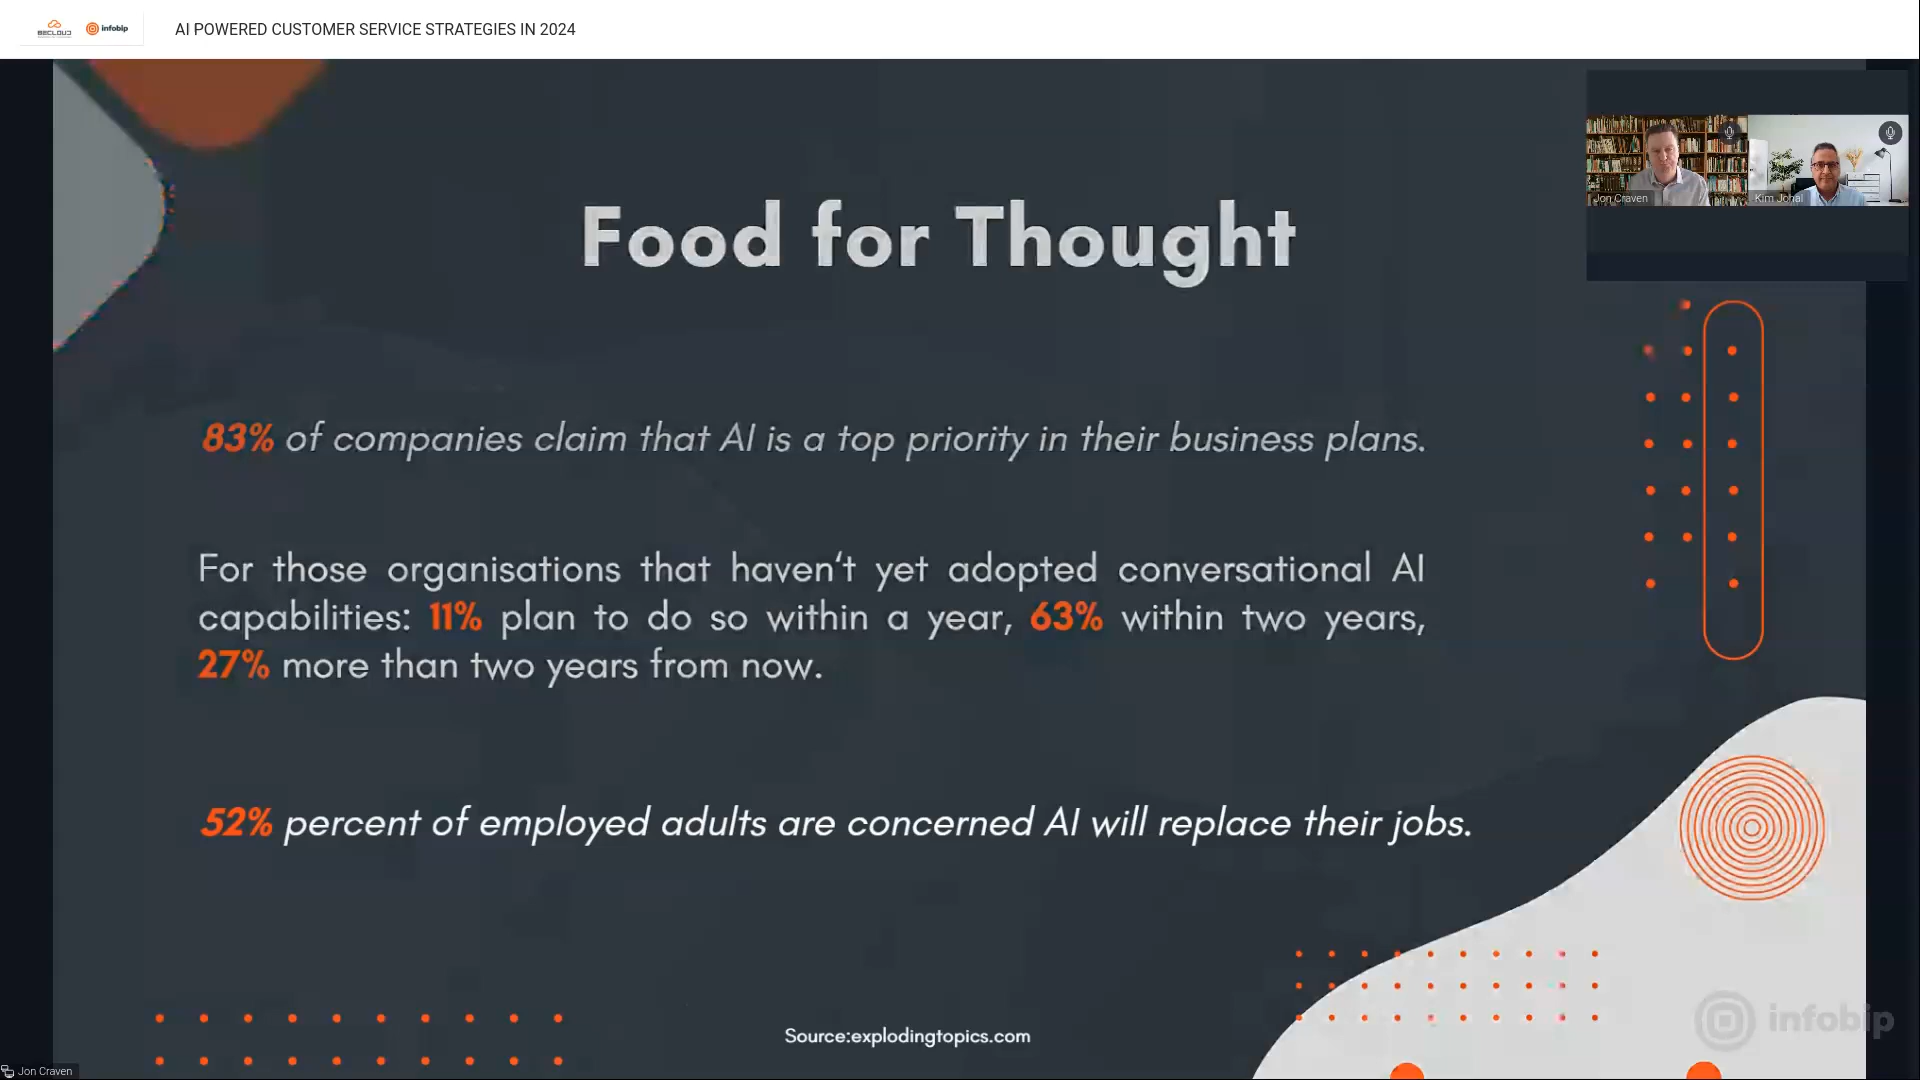 BECLOUD
infobip
AI POWERED CUSTOMER SERVICE STRATEGIES IN 2024
Jon Craven
Kim Johal
Food for Thought
83% of companies claim that AI is a top priority in their business plans.
For those organisations that haven‘t yet adopted conversational AI
capabilities: 11% plan to do so within a year, 63% within two years,
27% more than two years from now.
52% percent of employed adults are concerned AI will replace their jobs.
Source:explodingtopics.com
infobip
Jon Craven